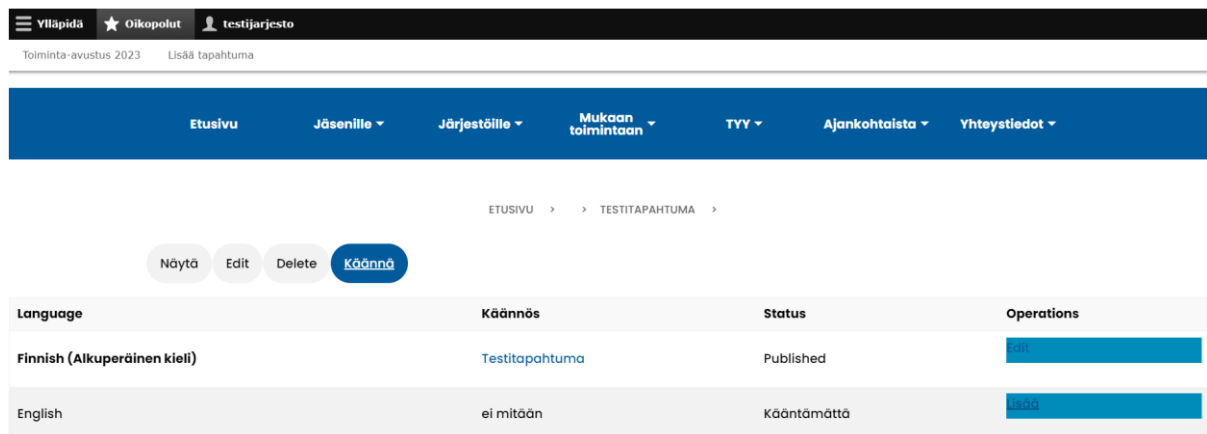 Ylläpidä Oikopolut testijarjesto
Toiminta-avustus 2023 Lisää tapahtuma
Etusivu Jäsenille Järjestöille Mukaan toimintaan TYY Ajankohtaista Yhteystiedot
ETUSIVU > > TESTITAPAHTUMA >
Näytä Edit Delete Käännä
Language Käännös Status Operations
Finnish (Alkuperäinen kieli) Testitapahtuma Published Edit
English ei mitään Kääntämättä Lisää